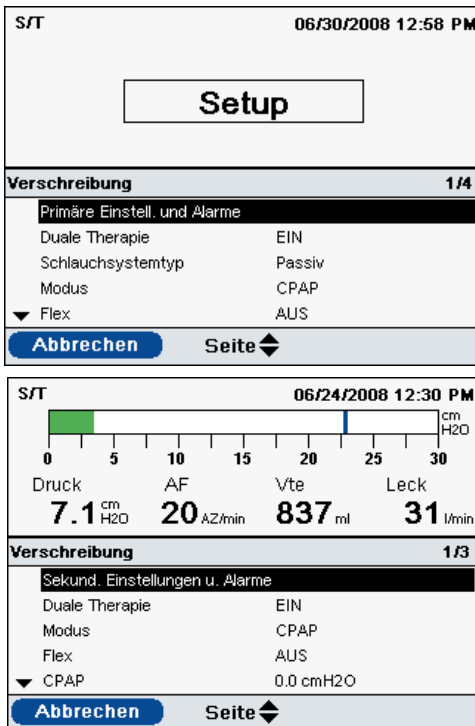 S/T 06/30/2008 12:58 PM
Setup
Verschreibung 1/4
Primäre Einstell. und Alarme
Duale Therapie EIN
Schlauchsystemtyp Passiv
Modus CPAP
Flex AUS
Abbrechen Seite
S/T 06/24/2008 12:30 PM
cm
H2O
0 5 10 15 20 25 30
Druck AF Vte Leck
7.1 cm H2O 20 AZ/min 837 ml 31 l/min
Verschreibung 1/3
Sekund. Einstellungen u. Alarme
Duale Therapie EIN
Modus CPAP
Flex AUS
CPAP 0.0 cmH2O
Abbrechen Seite